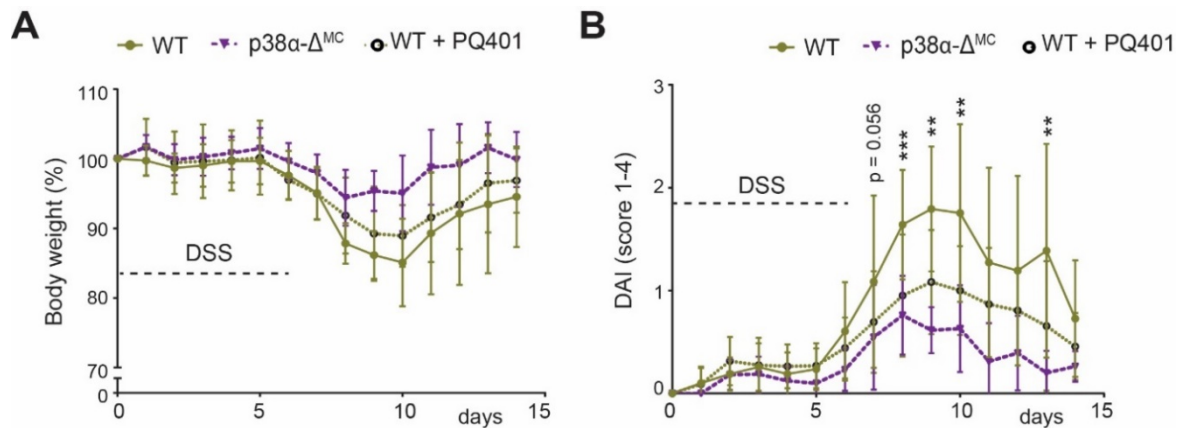 A
WT p38α-Δᴹᶜ WT + PQ401
Body weight (%)
110
100
90
80
70
0
DSS
0 5 10 15
days
B
WT p38α-Δᴹᶜ WT + PQ401
DAI (score 1-4)
3
2
1
0
DSS
p = 0.056
***
**
**
**
0 5 10 15
days